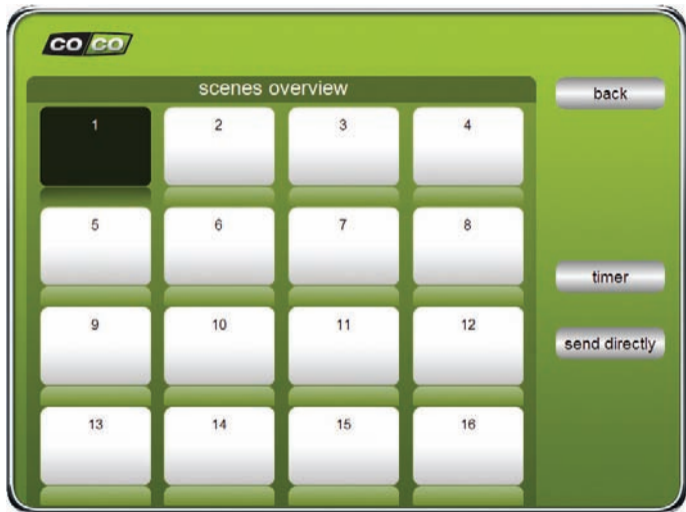 CO CO
scenes overview
back
1 2 3 4
5 6 7 8
timer
9 10 11 12
send directly
13 14 15 16